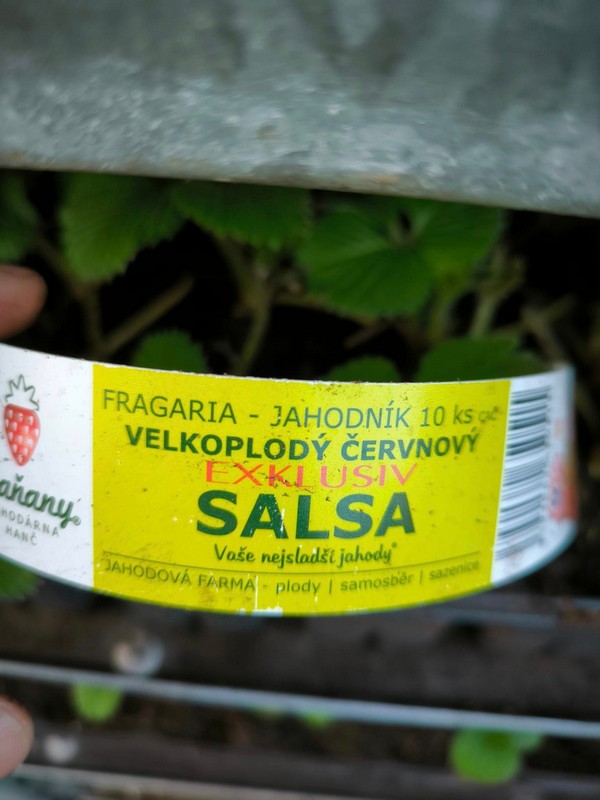 FRAGARIA - JAHODNÍK 10 ks
VELKOPLODÝ ČERVNOVÝ
EXKLUSIV
SALSA
Vaše nejsladší jahody®
JAHODOVÁ FARMA - plody | samosběr | sazenice